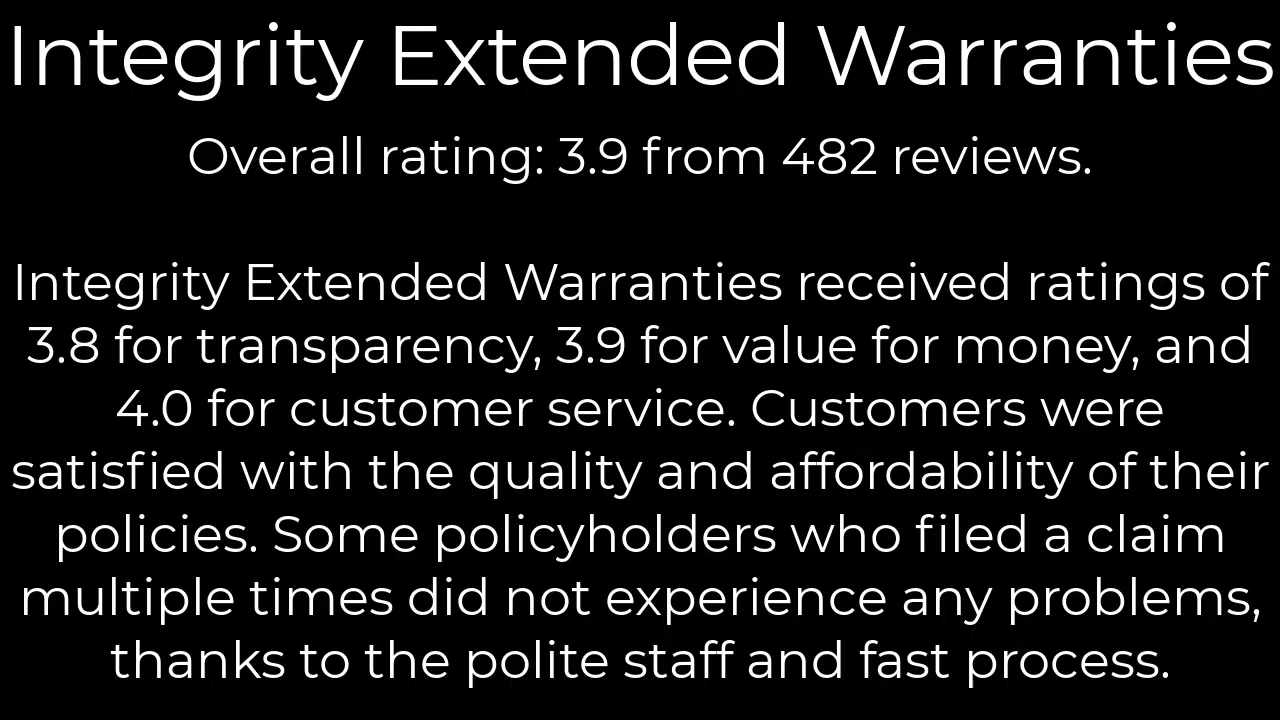 Integrity Extended Warranties
Overall rating: 3.9 from 482 reviews.
Integrity Extended Warranties received ratings of
3.8 for transparency, 3.9 for value for money, and
4.0 for customer service. Customers were
satisfied with the quality and affordability of their
policies. Some policyholders who filed a claim
multiple times did not experience any problems,
thanks to the polite staff and fast process.